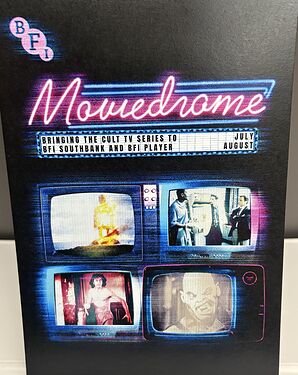 BFI
Moviedrome
BRINGING THE CULT TV SERIES TO
BFI SOUTHBANK AND BFI PLAYER
JULY
AUGUST